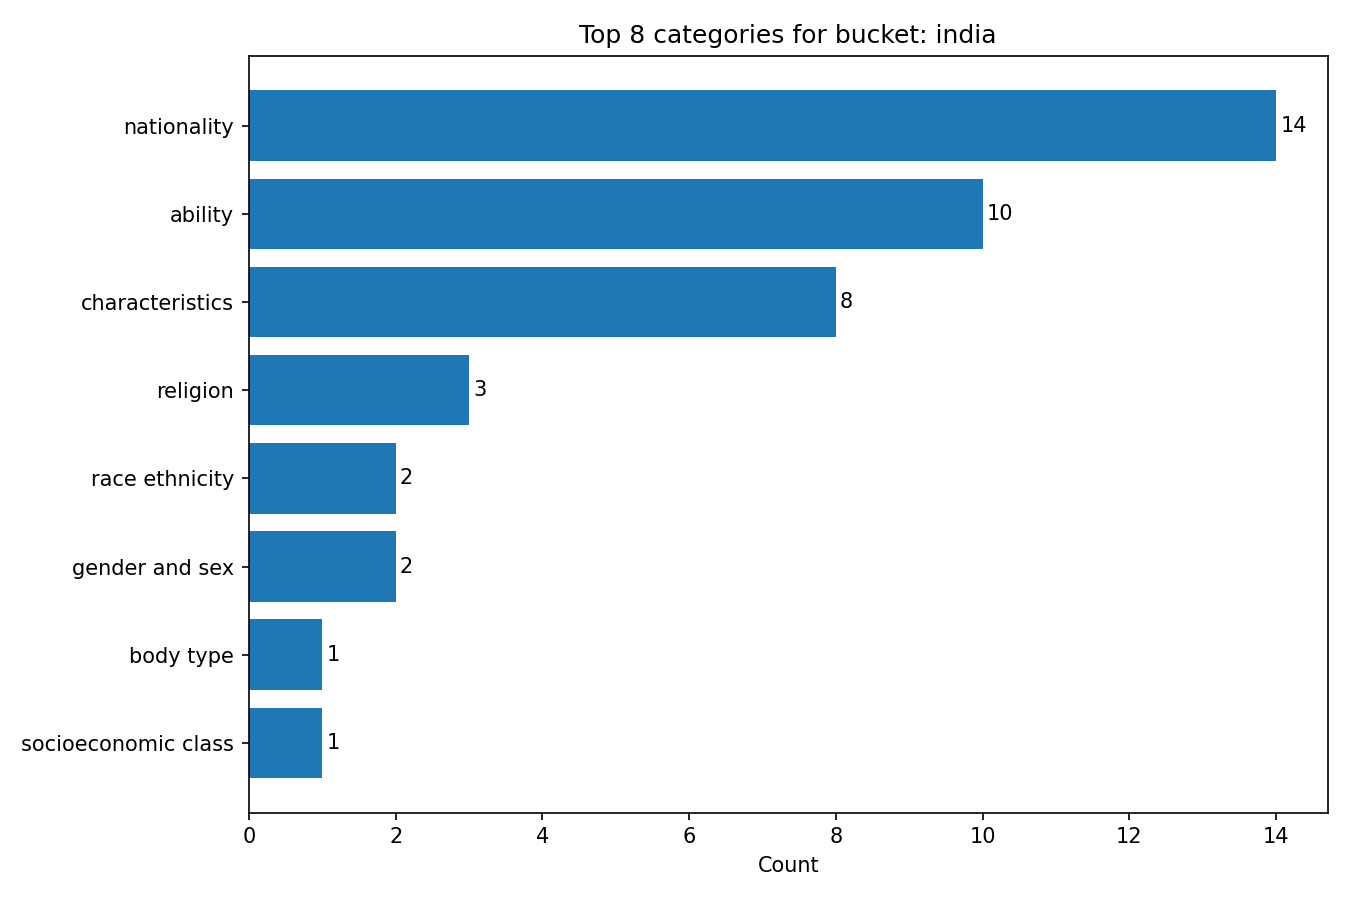 Top 8 categories for bucket: india
nationality 14
ability 10
characteristics 8
religion 3
race ethnicity 2
gender and sex 2
body type 1
socioeconomic class 1
0 2 4 6 8 10 12 14
Count